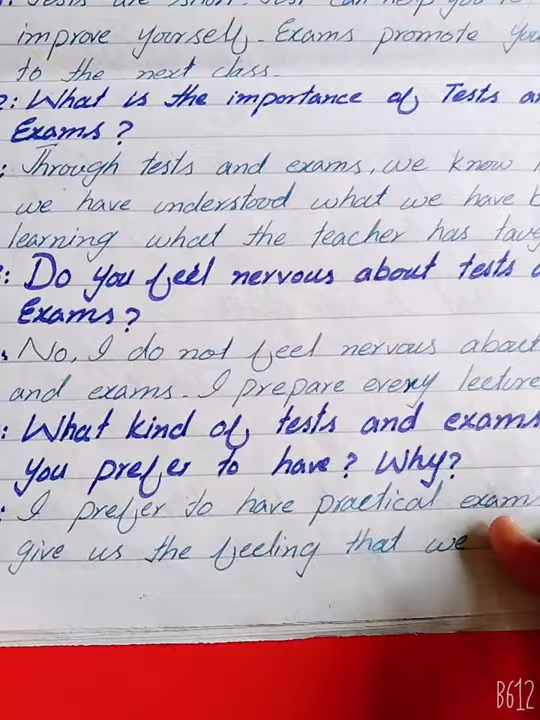 improve yourself. Exams promote you
to the next class.
: What is the importance of Tests
Exams?
: Through tests and exams, we know
we have understood what we have
learning what the teacher has
: Do you feel nervous about tests
Exams?
No, I do not feel nervous about
and exams. I prepare every lecture
: What kind of tests and exams
you prefer to have? Why?
: I prefer to have practical exam
give us the feeling that we
B612